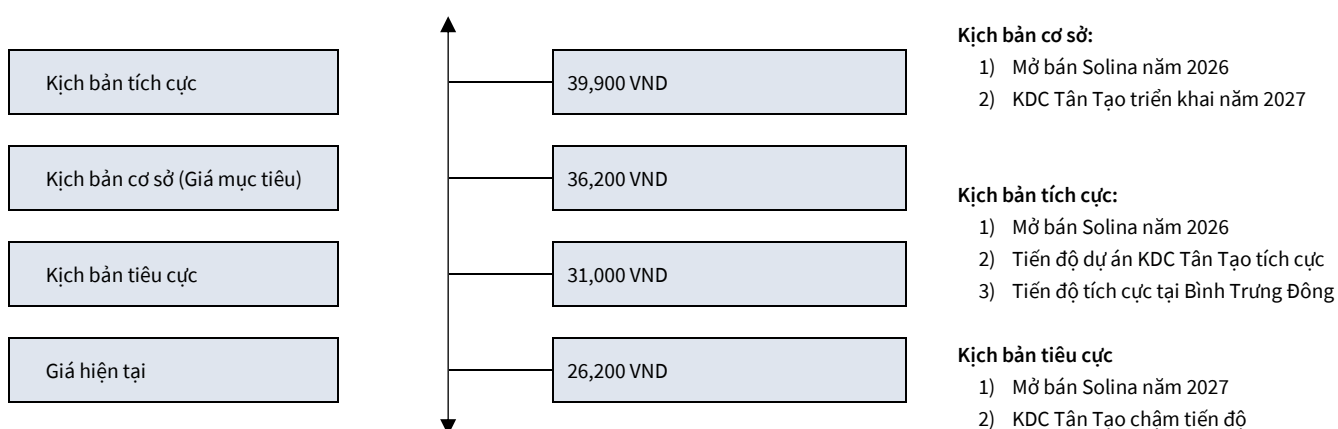 Kịch bản tích cực
39,900 VND
Kịch bản cơ sở (Giá mục tiêu)
36,200 VND
Kịch bản tiêu cực
31,000 VND
Giá hiện tại
26,200 VND
Kịch bản cơ sở:
1) Mở bán Solina năm 2026
2) KDC Tân Tạo triển khai năm 2027
Kịch bản tích cực:
1) Mở bán Solina năm 2026
2) Tiến độ dự án KDC Tân Tạo tích cực
3) Tiến độ tích cực tại Bình Trưng Đông
Kịch bản tiêu cực
1) Mở bán Solina năm 2027
2) KDC Tân Tạo chậm tiến độ